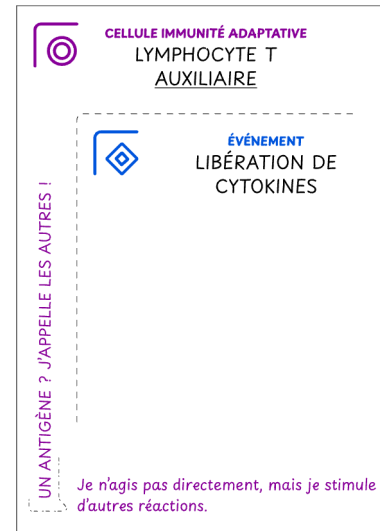 CELLULE IMMUNITÉ ADAPTATIVE
LYMPHOCYTE T
AUXILIAIRE
ÉVÉNEMENT
LIBÉRATION DE
CYTOKINES
UN ANTIGÈNE ? J'APPELLE LES AUTRES !
Je n'agis pas directement, mais je stimule
d'autres réactions.